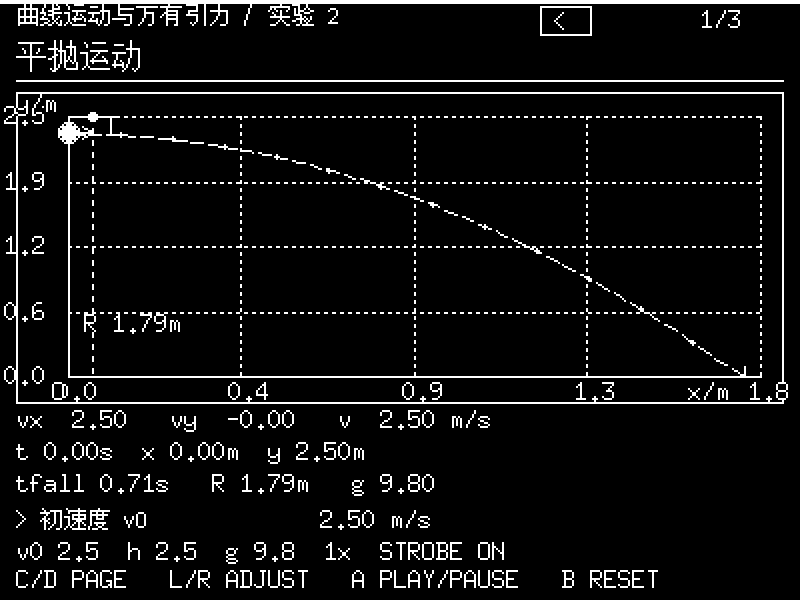 曲线运动与万有引力 / 实验 2 < 1/3
平抛运动
y/m
2.5
1.9
1.2
0.6
R 1.79m
0.0
0.0 0.4 0.9 1.3 x/m 1.8
vx 2.50 vy -0.00 v 2.50 m/s
t 0.00s x 0.00m y 2.50m
tfall 0.71s R 1.79m g 9.80
> 初速度 v0 2.50 m/s
v0 2.5 h 2.5 g 9.8 1x STROBE ON
C/D PAGE L/R ADJUST A PLAY/PAUSE B RESET